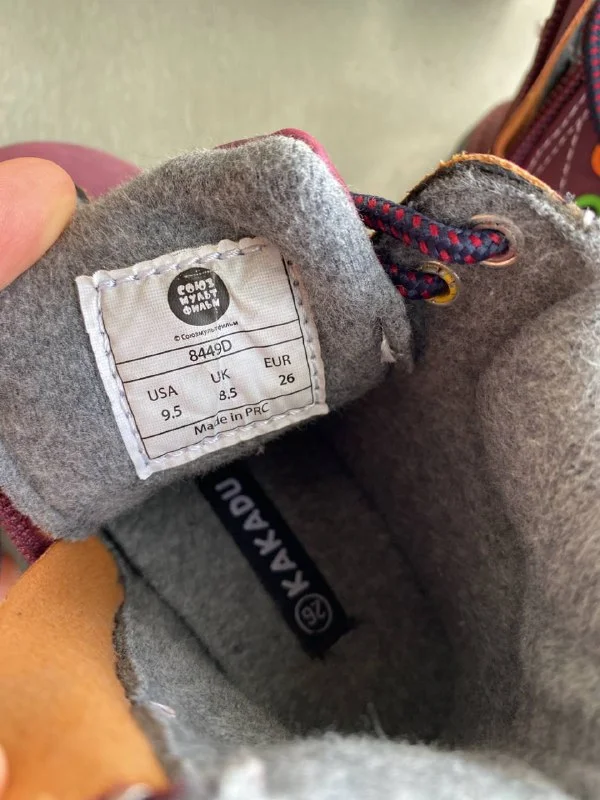 СОЮЗ
МУЛЬТ
ФИЛЬМ
© Союзмультфильм
8449D
USA UK EUR
9.5 8.5 26
Made in PRC
KAKADU 26